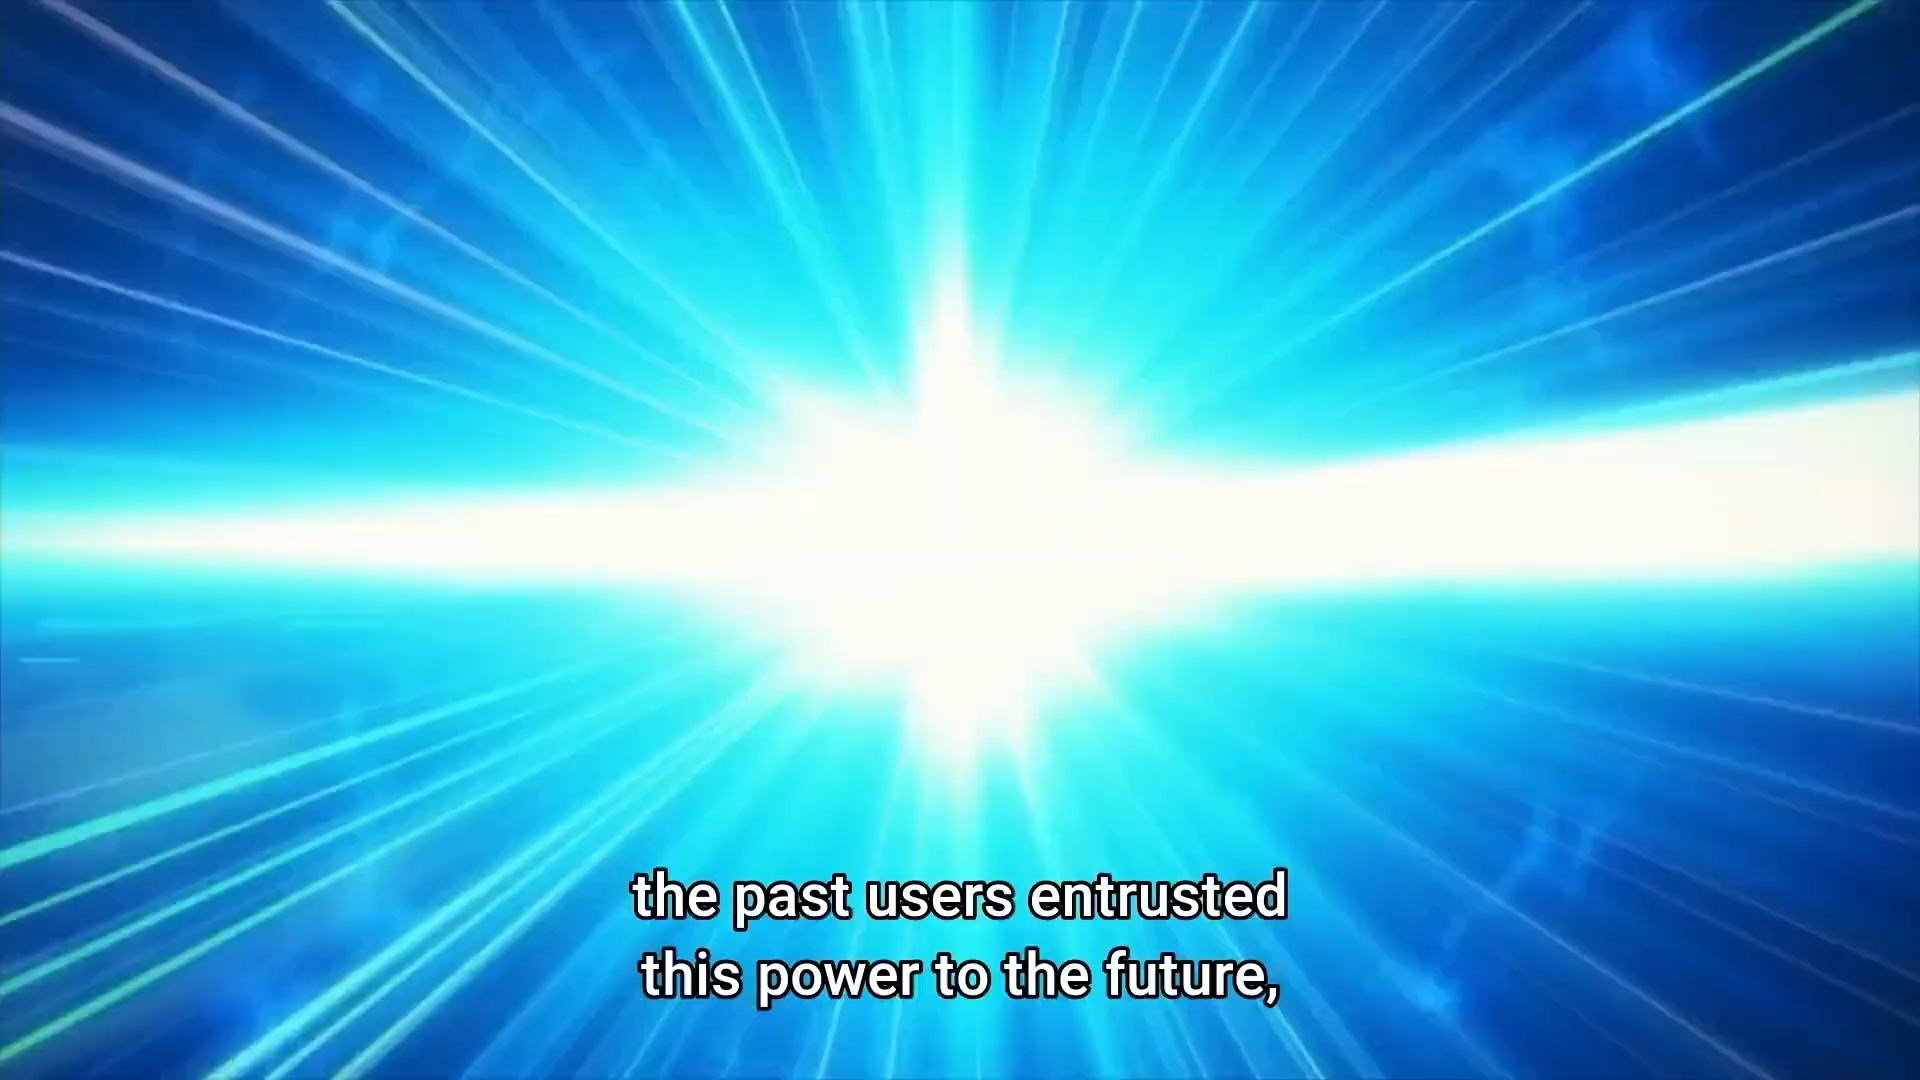 the past users entrusted
this power to the future,